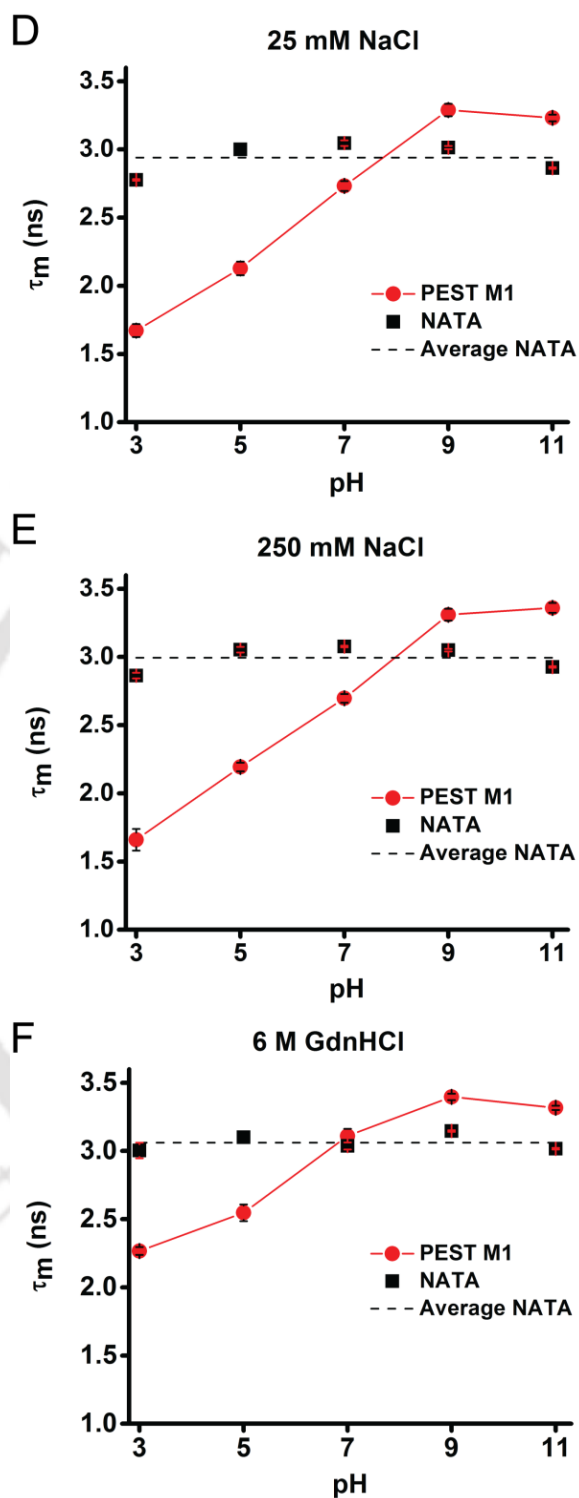 D
25 mM NaCl
3.5
3.0
2.5
2.0
1.5
1.0
τm (ns)
PEST M1
NATA
Average NATA
3 5 7 9 11
pH
E
250 mM NaCl
3.5
3.0
2.5
2.0
1.5
1.0
τm (ns)
PEST M1
NATA
Average NATA
3 5 7 9 11
pH
F
6 M GdnHCl
3.5
3.0
2.5
2.0
1.5
1.0
τm (ns)
PEST M1
NATA
Average NATA
3 5 7 9 11
pH